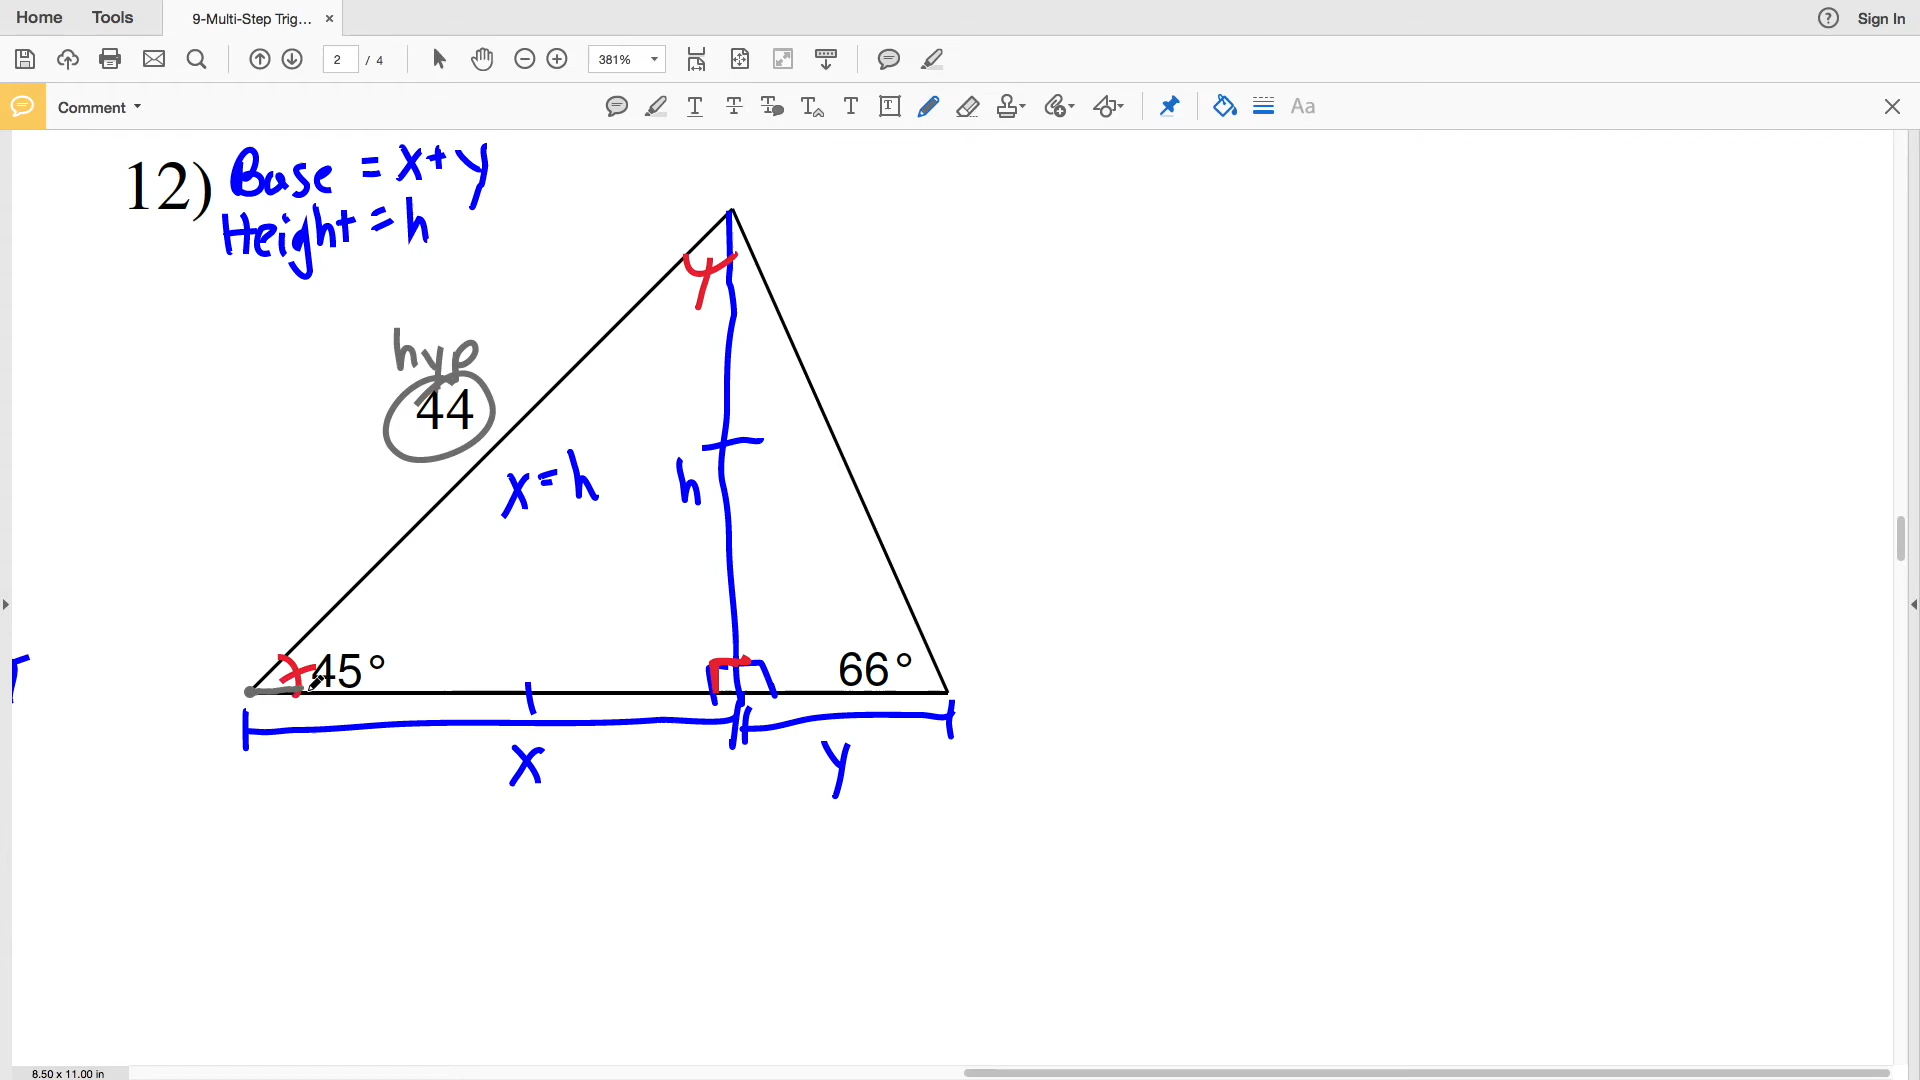 Home Tools 9-Multi-Step Trig... × Sign In
2 / 4 381%
Comment Aa
12) Base = x+y
Height = h
hyp
44
x=h h
45° 66°
x y
8.50 x 11.00 in